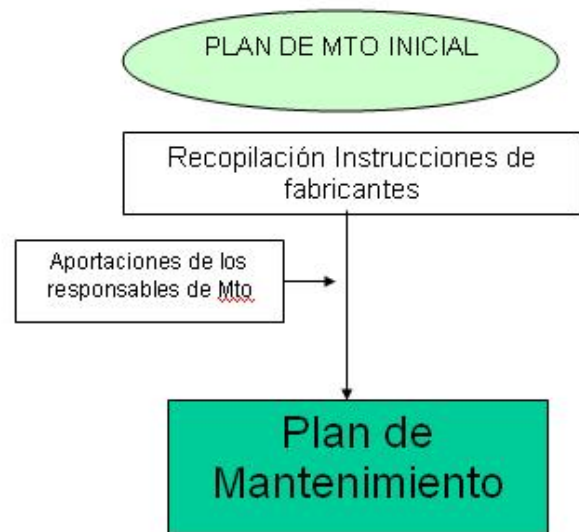 PLAN DE MTO INICIAL
Recopilación Instrucciones de
fabricantes
Aportaciones de los
responsables de Mto
Plan de
Mantenimiento